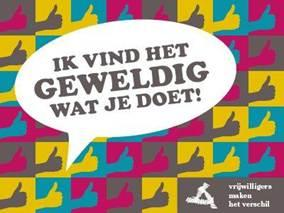 IK VIND HET
GEWELDIG
WAT JE DOET!
vrijwilligers
maken
het verschil